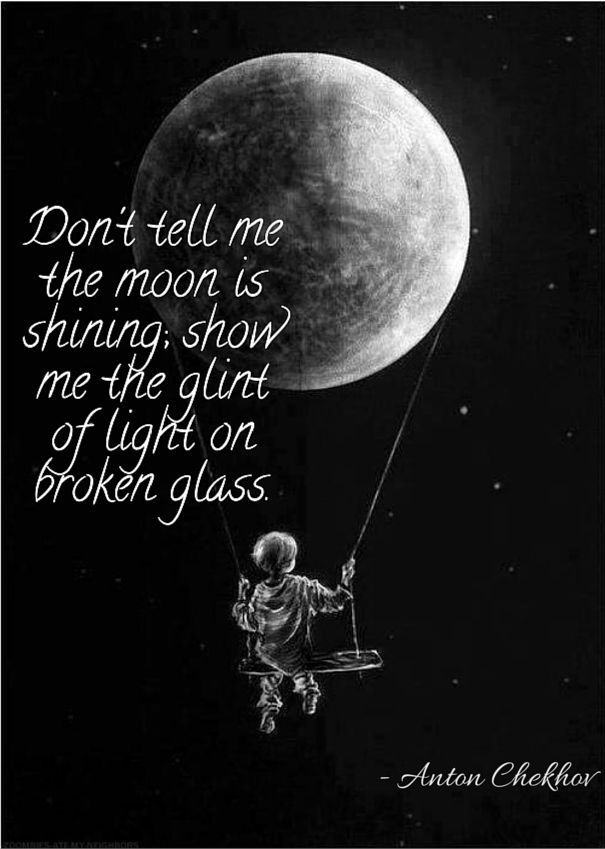 Don't tell me
the moon is
shining; show
me the glint
of light on
broken glass.
- Anton Chekhov
ZOOMBIES-ATE MY NEIGHBORS